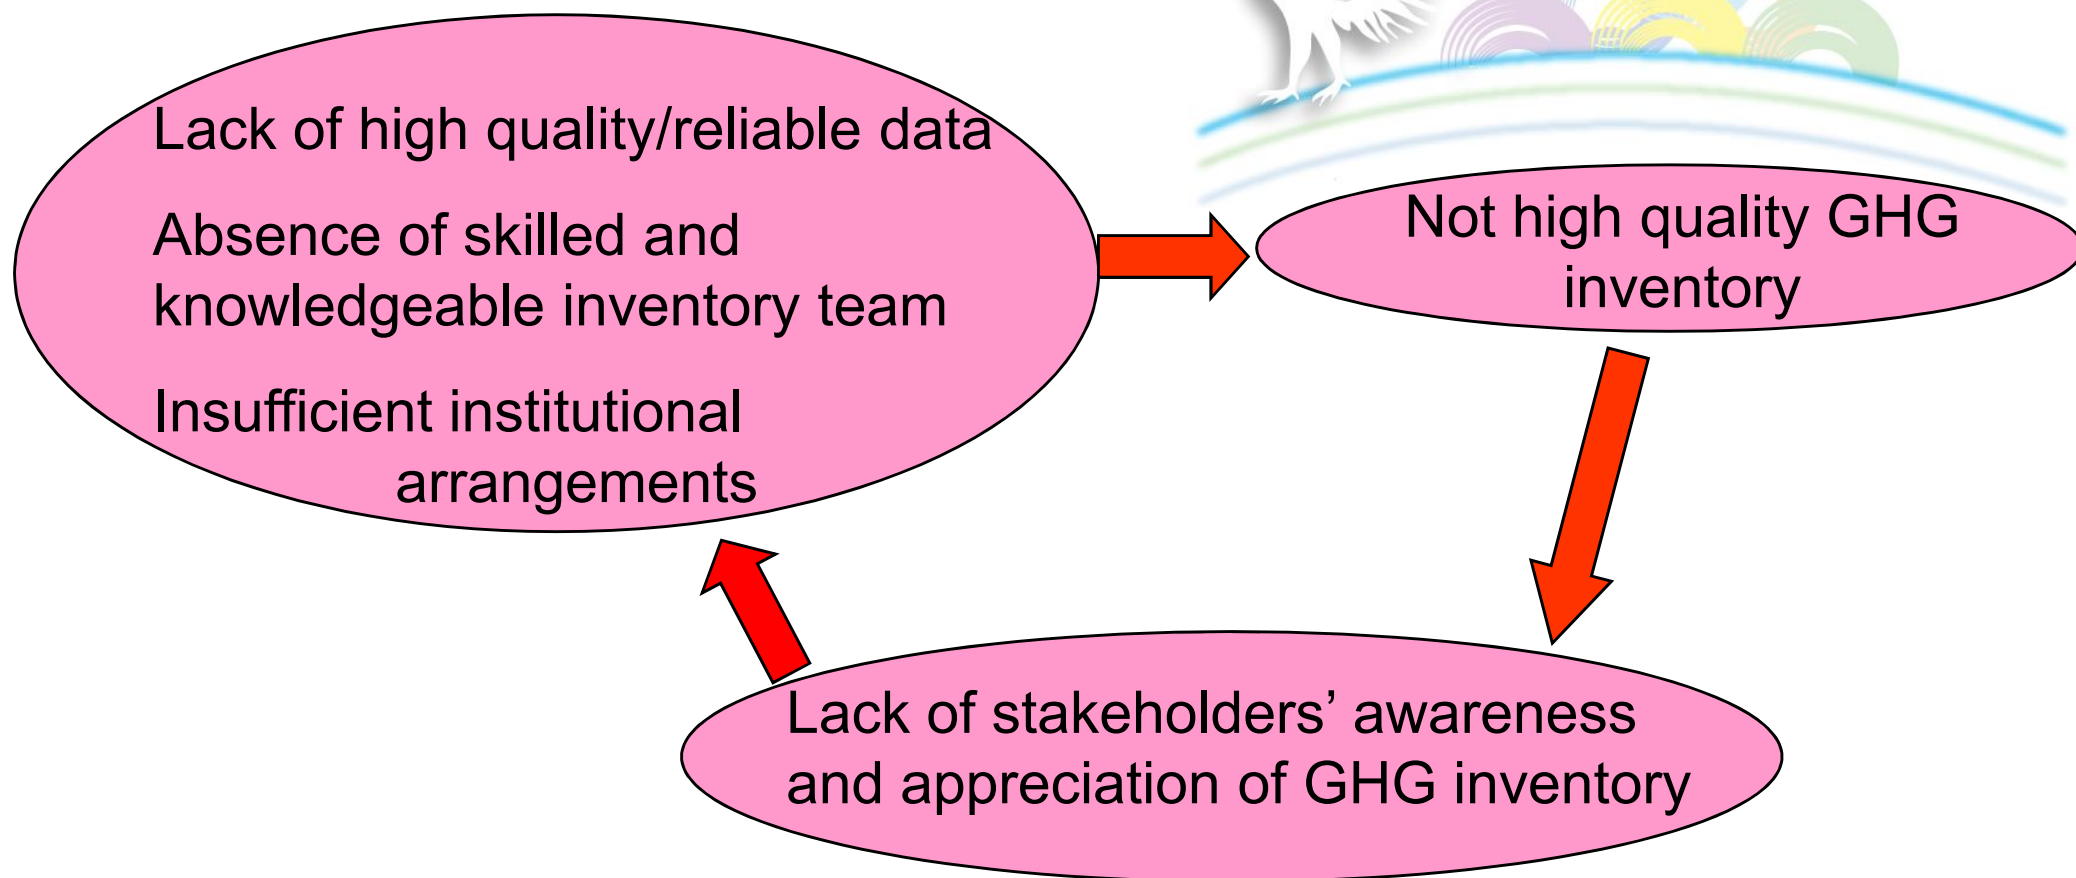 Lack of high quality/reliable data
Absence of skilled and
knowledgeable inventory team
Insufficient institutional
arrangements
Not high quality GHG
inventory
Lack of stakeholders’ awareness
and appreciation of GHG inventory